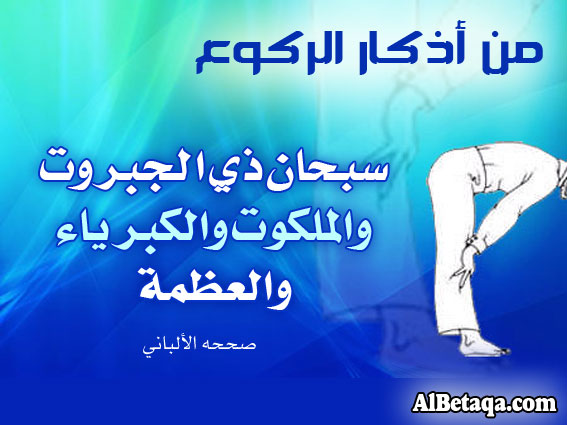 من أذكار الركوع
سبحان ذي الجبروت
والملكوت والكبرياء
والعظمة
صححه الألباني
AlBetaqa.com